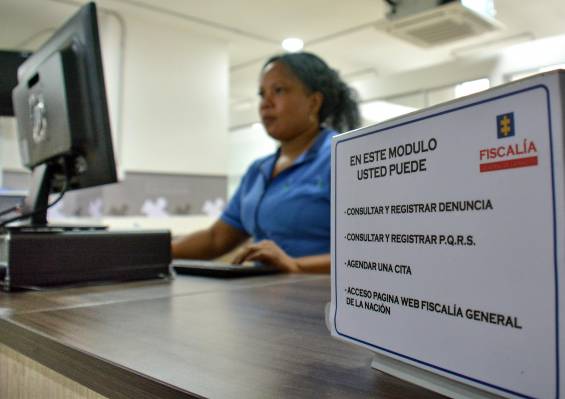 EN ESTE MODULO
USTED PUEDE
FISCALÍA
· CONSULTAR Y REGISTRAR DENUNCIA
· CONSULTAR Y REGISTRAR P.Q.R.S.
· AGENDAR UNA CITA
· ACCESO PAGINA WEB FISCALÍA GENERAL
DE LA NACIÓN